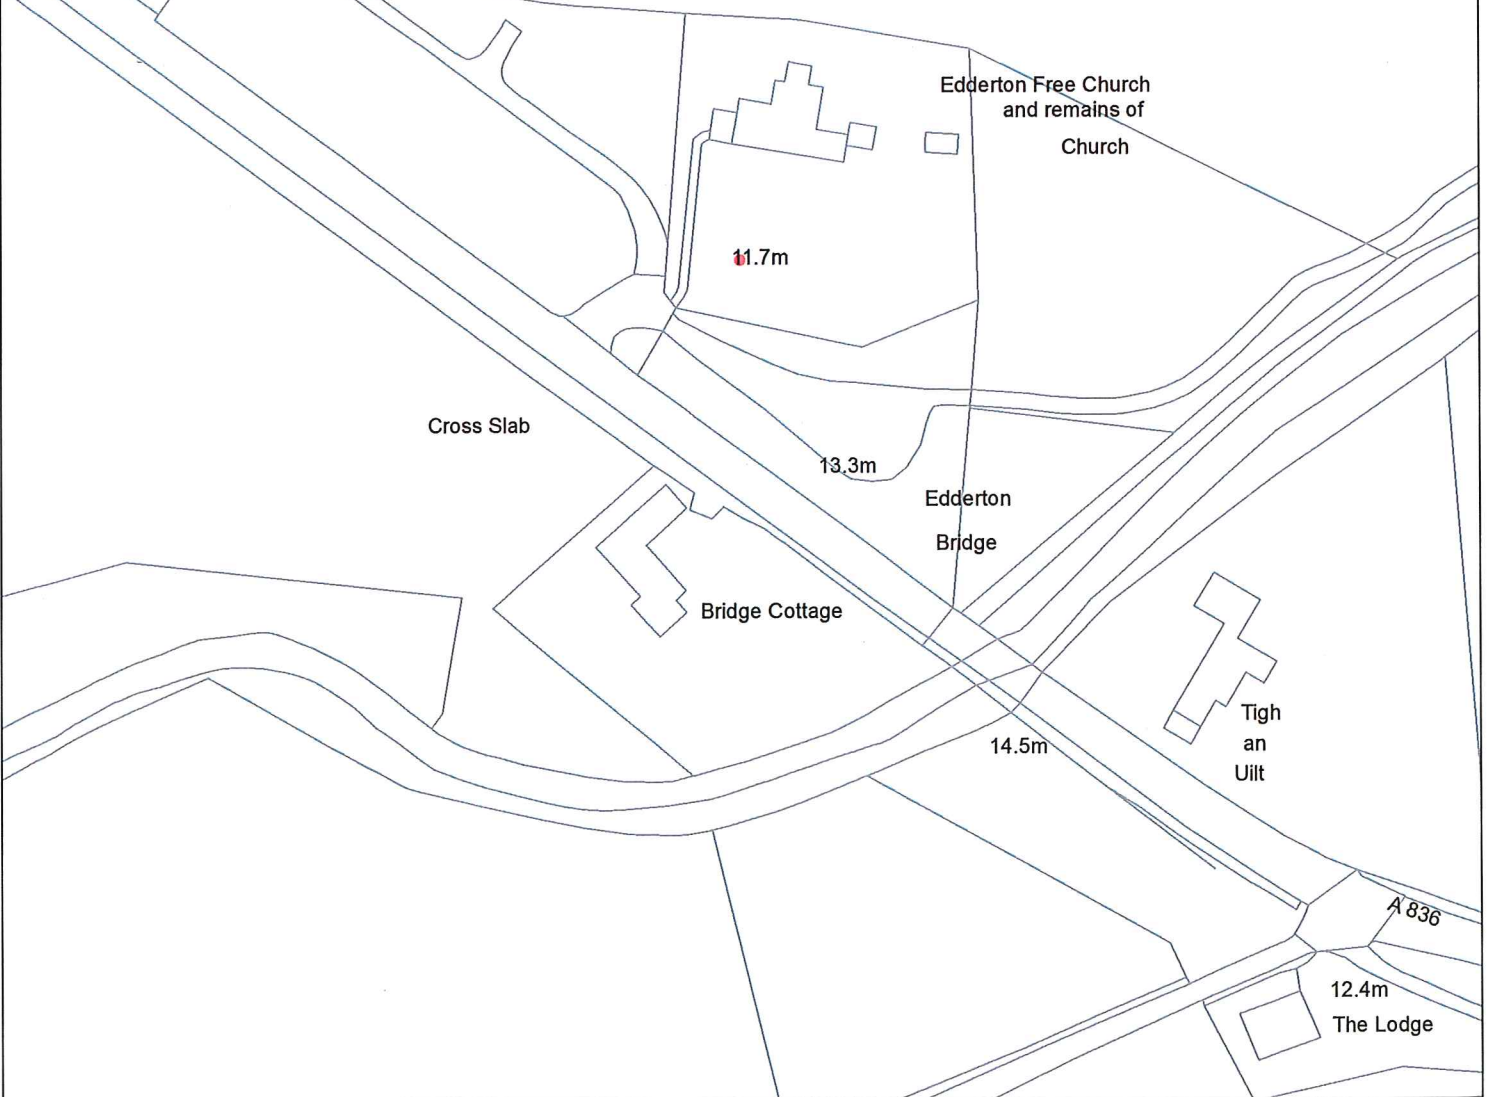 Edderton Free Church
and remains of
Church
11.7m
Cross Slab
13.3m
Edderton
Bridge
Bridge Cottage
Tigh
an
Uilt
14.5m
A 836
12.4m
The Lodge